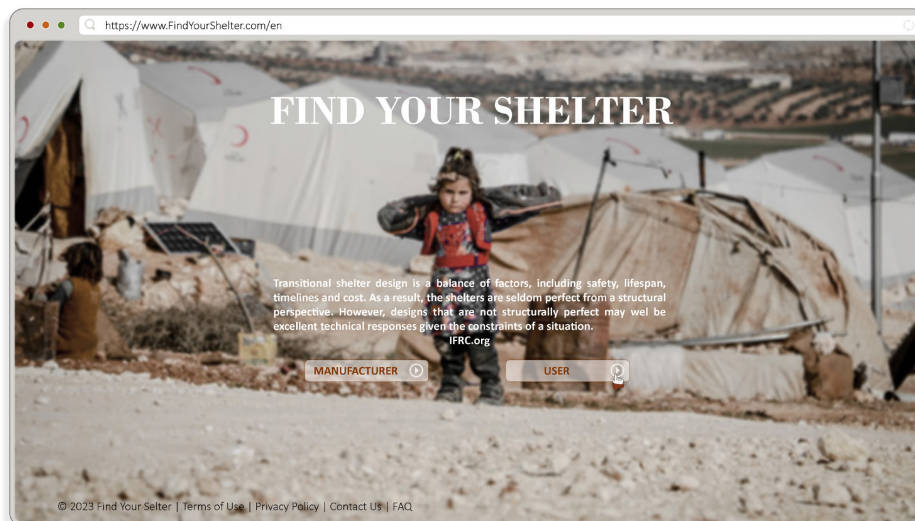 https://www.FindYourShelter.com/en
FIND YOUR SHELTER
Transitional shelter design is a balance of factors, including safety, lifespan,
timelines and cost. As a result, the shelters are seldom perfect from a structural
perspective. However, designs that are not structurally perfect may wel be
excellent technical responses given the constraints of a situation.
IFRC.org
MANUFACTURER
USER
© 2023 Find Your Selter | Terms of Use | Privacy Policy | Contact Us | FAQ